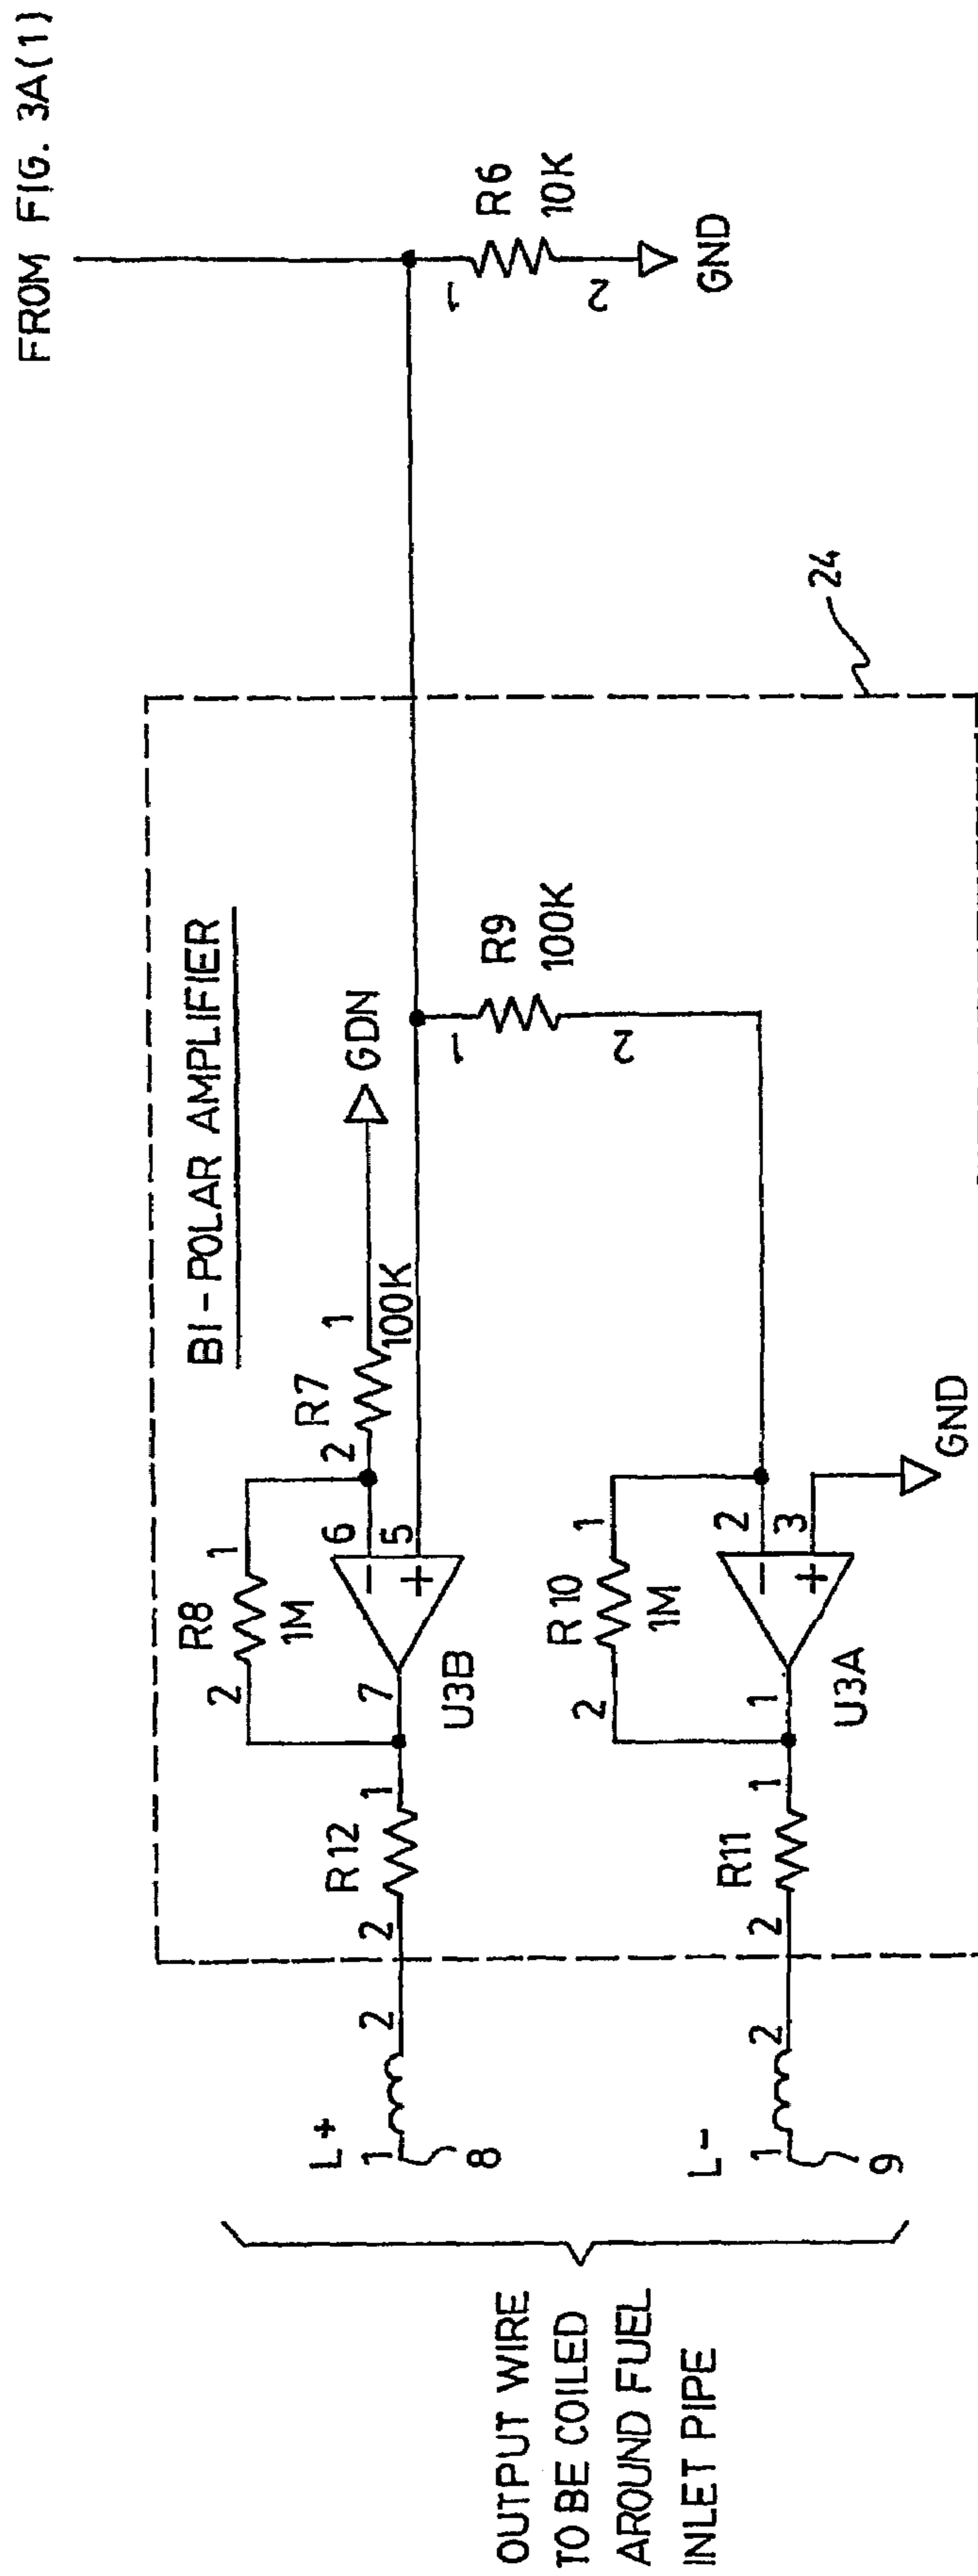 FROM FIG. 3A(1)
BI-POLAR AMPLIFIER
R8
1M
2
1
R7
100K
2
1
GDN
6
5
-
+
7
U3B
R12
2
1
R6
10K
1
2
GND
R9
100K
1
2
24
R10
1M
2
1
2
3
-
+
1
U3A
GND
R11
2
1
L+
1
2
8
L-
1
2
9
OUTPUT WIRE
TO BE COILED
AROUND FUEL
INLET PIPE